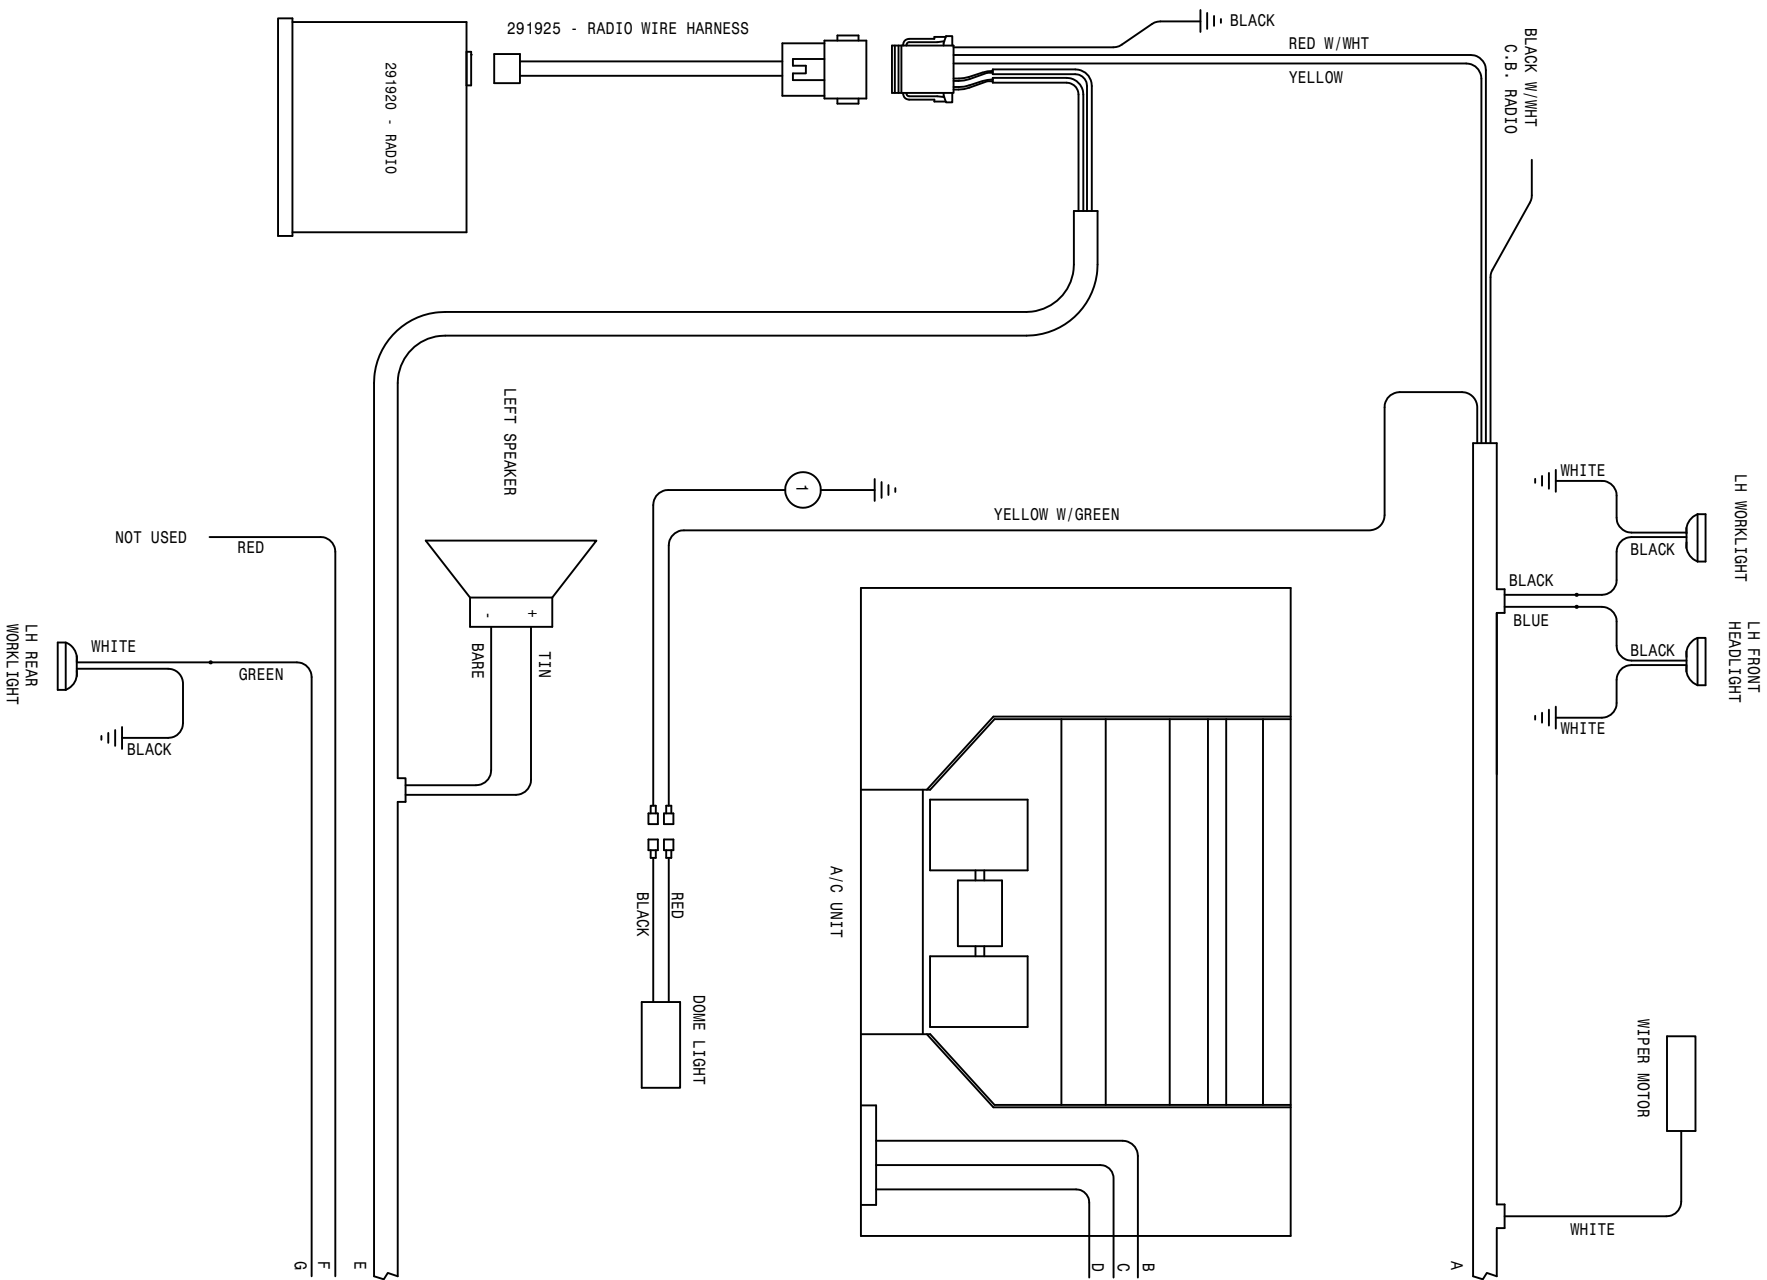 291925 - RADIO WIRE HARNESS
291920 - RADIO
BLACK
RED W/WHT
YELLOW
BLACK W/WHT
C.B. RADIO
LEFT SPEAKER
-
+
BARE
TIN
1
YELLOW W/GREEN
WHITE
BLACK
LH WORKLIGHT
BLACK
BLUE
BLACK
WHITE
LH FRONT
HEADLIGHT
NOT USED
RED
WHITE
GREEN
BLACK
LH REAR
WORKLIGHT
RED
BLACK
DOME LIGHT
A/C UNIT
WIPER MOTOR
WHITE
G
F
E
D
C
B
A